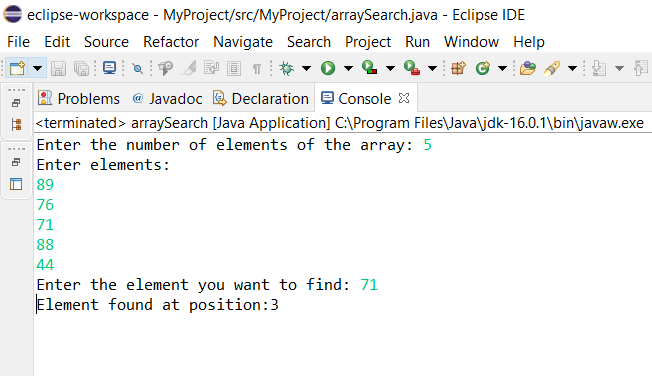 eclipse-workspace - MyProject/src/MyProject/arraySearch.java - Eclipse IDE
File Edit Source Refactor Navigate Search Project Run Window Help
Problems @ Javadoc Declaration Console
<terminated> arraySearch [Java Application] C:\Program Files\Java\jdk-16.0.1\bin\javaw.exe
Enter the number of elements of the array: 5
Enter elements:
89
76
71
88
44
Enter the element you want to find: 71
Element found at position:3